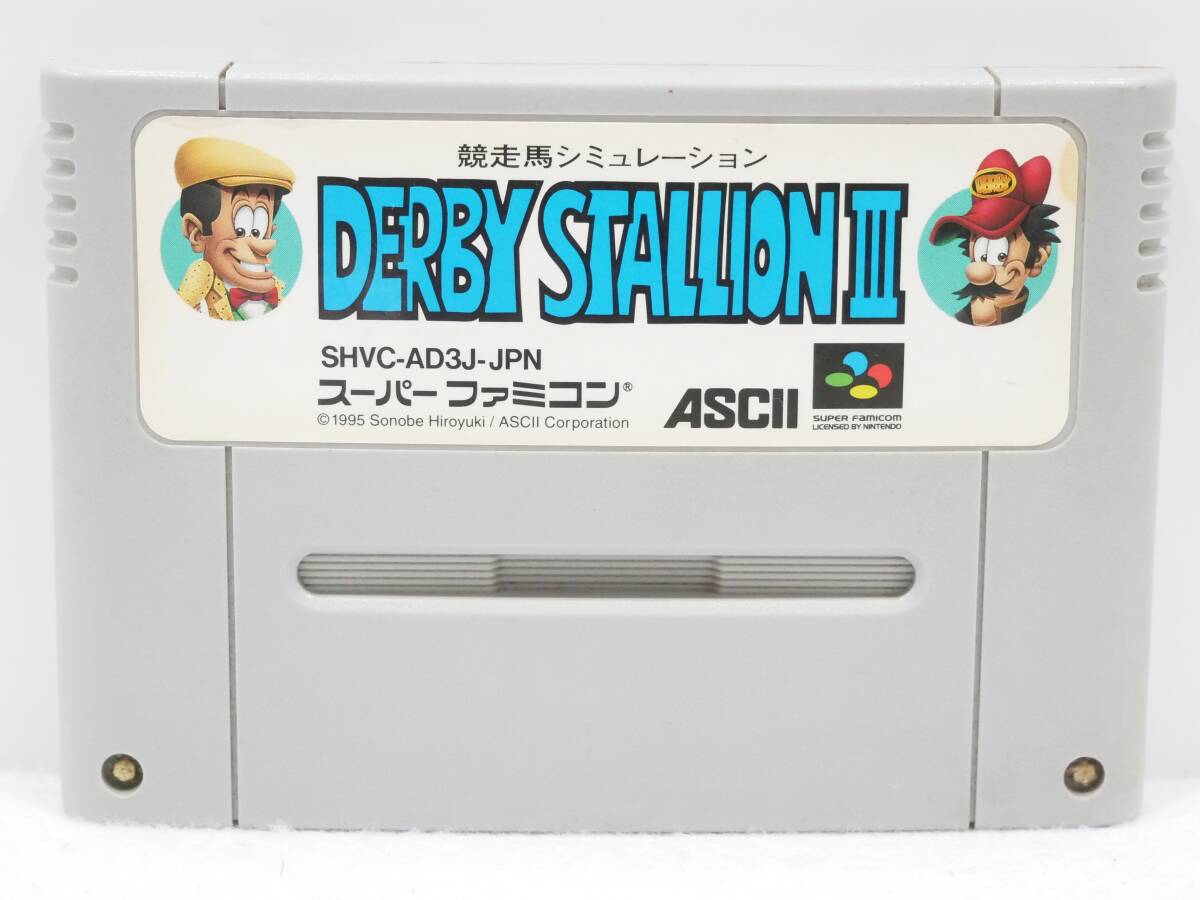 競走馬シミュレーション
DERBY STALLION III
DERBY
SHVC-AD3J-JPN
スーパーファミコン®
©1995 Sonobe Hiroyuki / ASCII Corporation
ASCII
SUPER FAMICOM
LICENSED BY NINTENDO